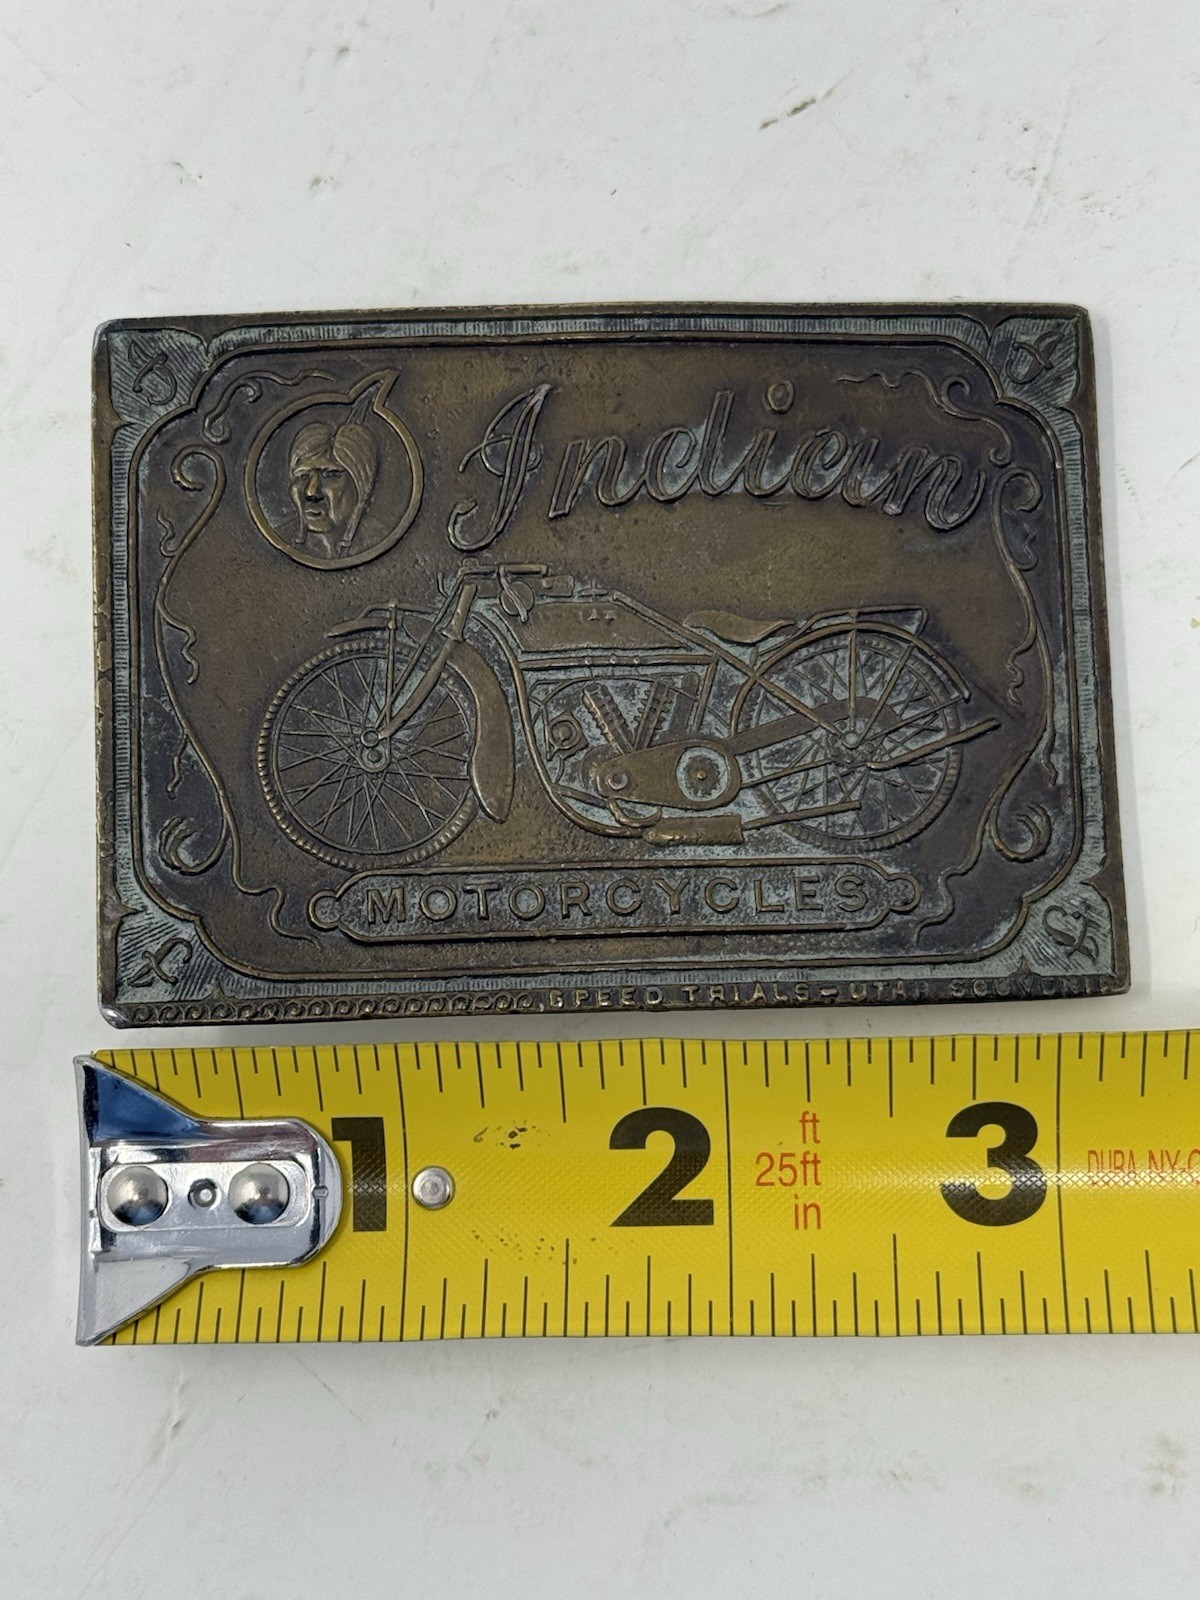 Indian
MOTORCYCLES
SPEED TRIALS-UTAH SOUVENIR
1 2 3
ft
25ft
in